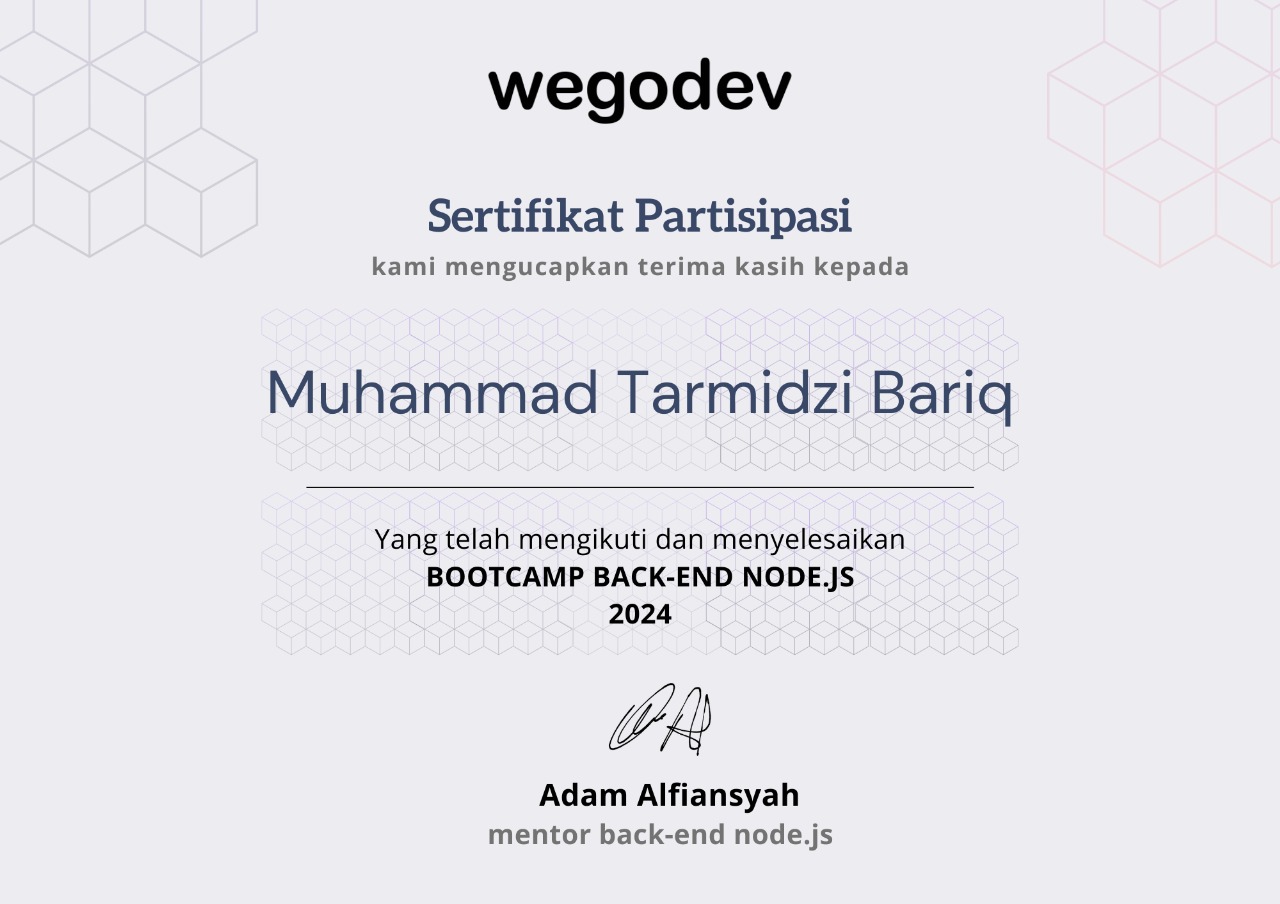 wegodev
Sertifikat Partisipasi
kami mengucapkan terima kasih kepada
Muhammad Tarmidzi Bariq
Yang telah mengikuti dan menyelesaikan
BOOTCAMP BACK-END NODE.JS
2024
Adam Alfiansyah
mentor back-end node.js